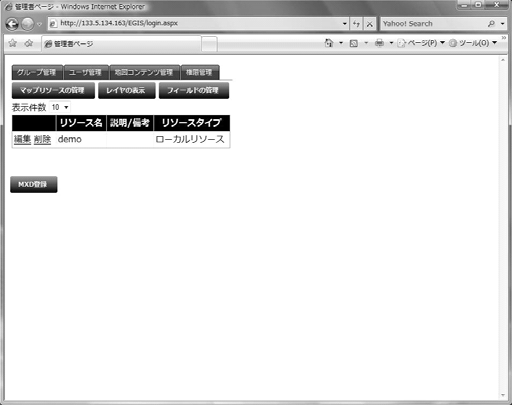 管理者ページ - Windows Internet Explorer
http://133.5.134.163/EGIS/login.aspx
Yahoo! Search
管理者ページ
ページ(P) ツール(O)
グループ管理 ユーザ管理 地図コンテンツ管理 権限管理
マップリソースの管理 レイヤの表示 フィールドの管理
表示件数 10
リソース名 説明/備考 リソースタイプ
編集 削除 demo ローカルリソース
MXD登録